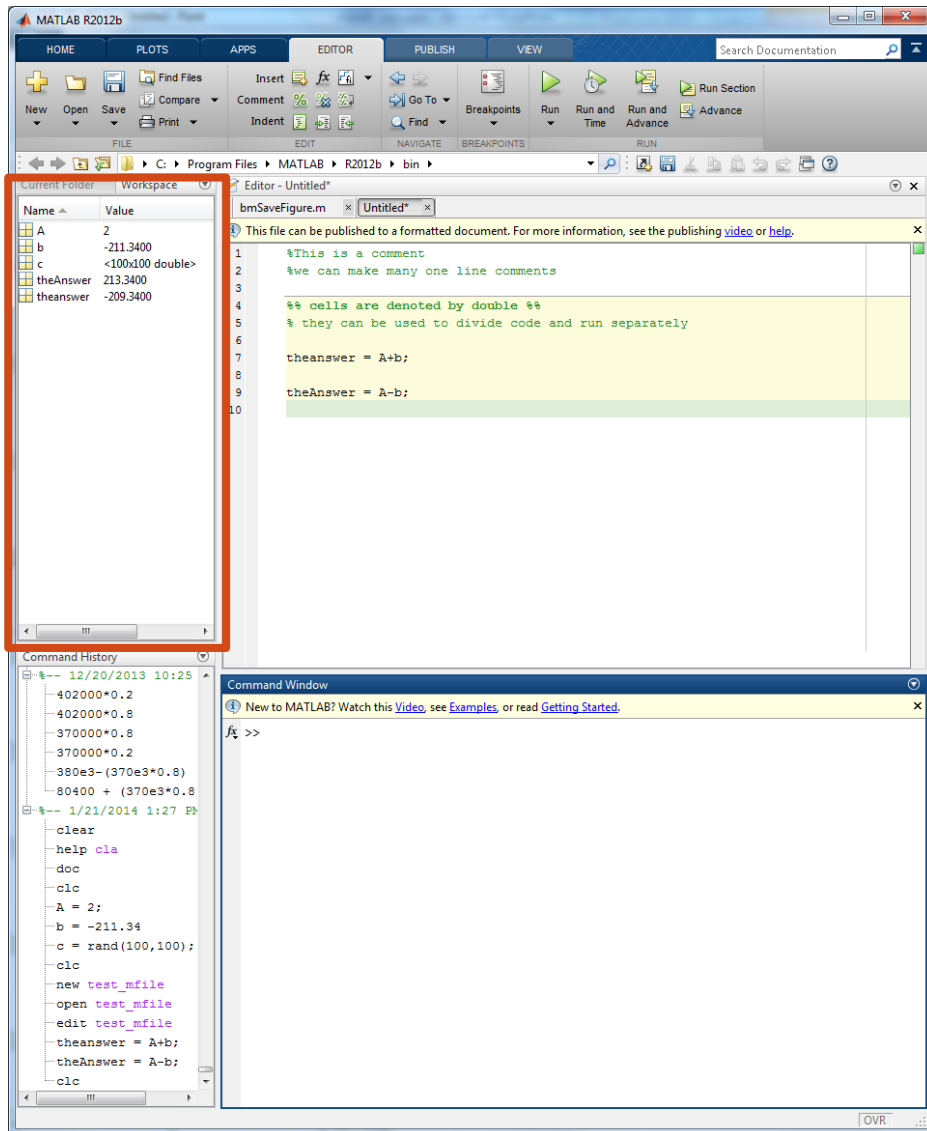 MATLAB R2012b
HOME PLOTS APPS EDITOR PUBLISH VIEW Search Documentation
New Open Save Find Files Compare Print
Insert fx
Comment
Indent
Go To
Find
Breakpoints
Run Run and Time Run and Advance Run Section Advance
FILE EDIT NAVIGATE BREAKPOINTS RUN
C: Program Files MATLAB R2012b bin
Current Folder Workspace
Name Value
A 2
b -211.3400
c <100x100 double>
theAnswer 213.3400
theanswer -209.3400
Editor - Untitled*
bmSaveFigure.m × Untitled* ×
This file can be published to a formatted document. For more information, see the publishing video or help.
1 %This is a comment
2 %we can make many one line comments
3
4 %% cells are denoted by double %%
5 % they can be used to divide code and run separately
6
7 theanswer = A+b;
8
9 theAnswer = A-b;
10
Command History
%-- 12/20/2013 10:25
402000*0.2
402000*0.8
370000*0.8
370000*0.2
380e3-(370e3*0.8)
80400 + (370e3*0.8
%-- 1/21/2014 1:27 PM
clear
help cla
doc
clc
A = 2;
b = -211.34
c = rand(100,100);
clc
new test_mfile
open test_mfile
edit test_mfile
theanswer = A+b;
theAnswer = A-b;
clc
Command Window
New to MATLAB? Watch this Video, see Examples, or read Getting Started.
fx >>
OVR